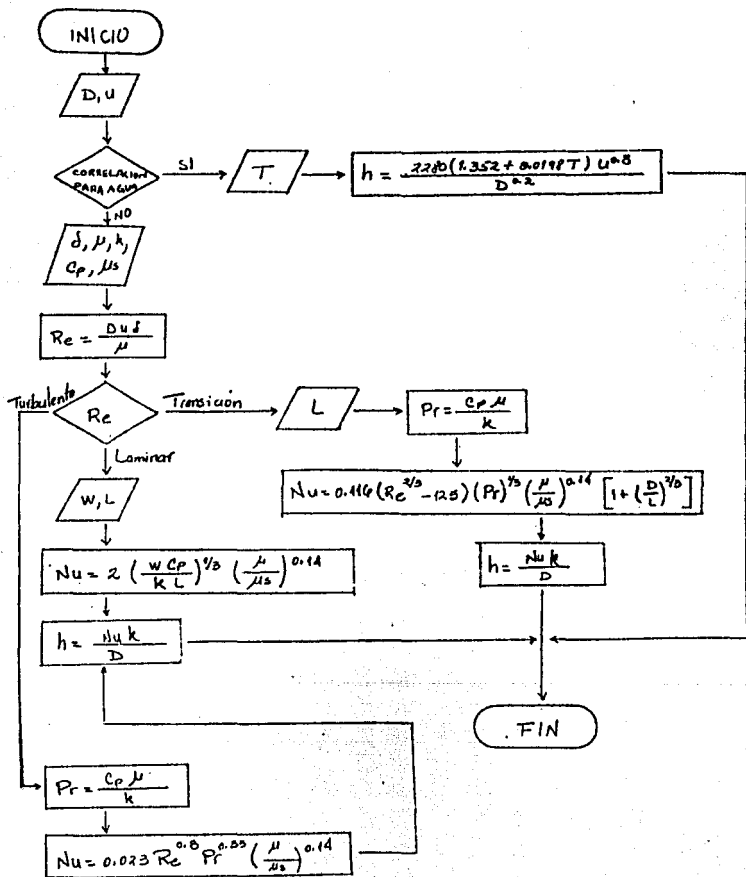 INICIO
D, u
CORRELACION PARA AGUA
SI
T
h = 2280(1.352 + 0.0198T) u^0.8 / D^0.2
NO
δ, μ, k,
Cp, μs
Re = D u δ / μ
Turbulento
Re
Transición
L
Pr = Cp μ / k
Laminar
Nu = 0.116 (Re^2/3 - 125) (Pr)^1/3 (μ/μs)^0.14 [1 + (D/L)^2/3]
W, L
h = Nu k / D
Nu = 2 (W Cp / K L)^1/3 (μ/μs)^0.14
h = Nu k / D
FIN
Pr = Cp μ / k
Nu = 0.023 Re^0.8 Pr^0.33 (μ/μs)^0.14